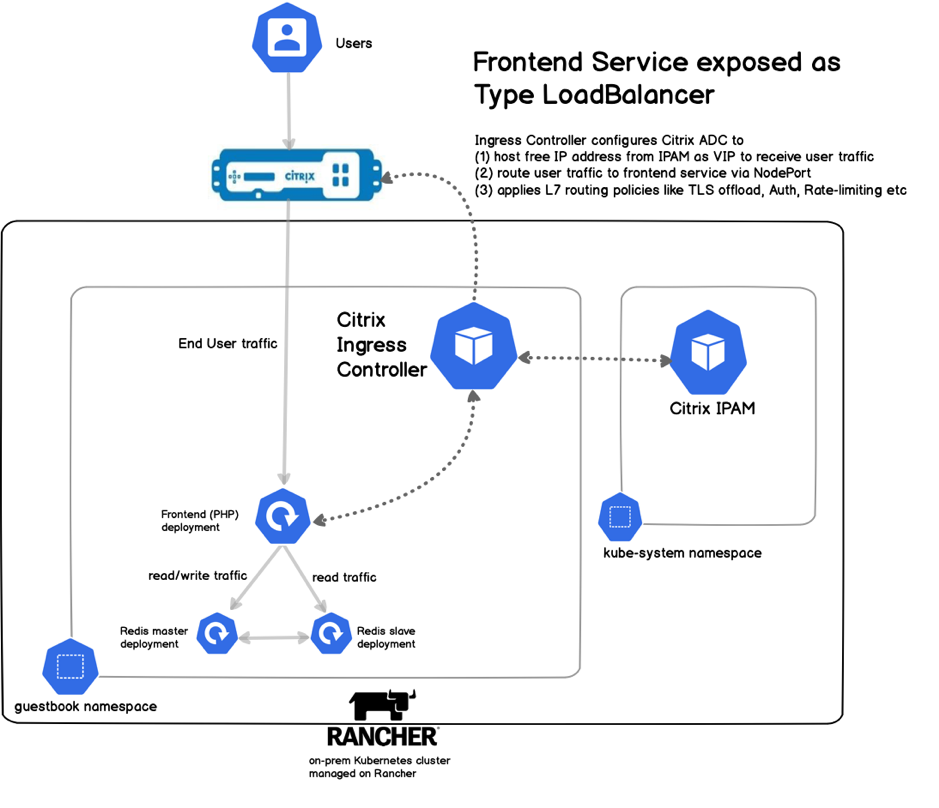 Users
Frontend Service exposed as
Type LoadBalancer
Ingress Controller configures Citrix ADC to
(1) host free IP address from IPAM as VIP to receive user traffic
(2) route user traffic to frontend service via NodePort
(3) applies L7 routing policies like TLS offload, Auth, Rate-limiting etc
CITRIX
End User traffic
Citrix
Ingress
Controller
Citrix IPAM
Frontend (PHP)
deployment
kube-system namespace
read/write traffic
read traffic
Redis master
deployment
Redis slave
deployment
guestbook namespace
RANCHER
on-prem Kubernetes cluster
managed on Rancher